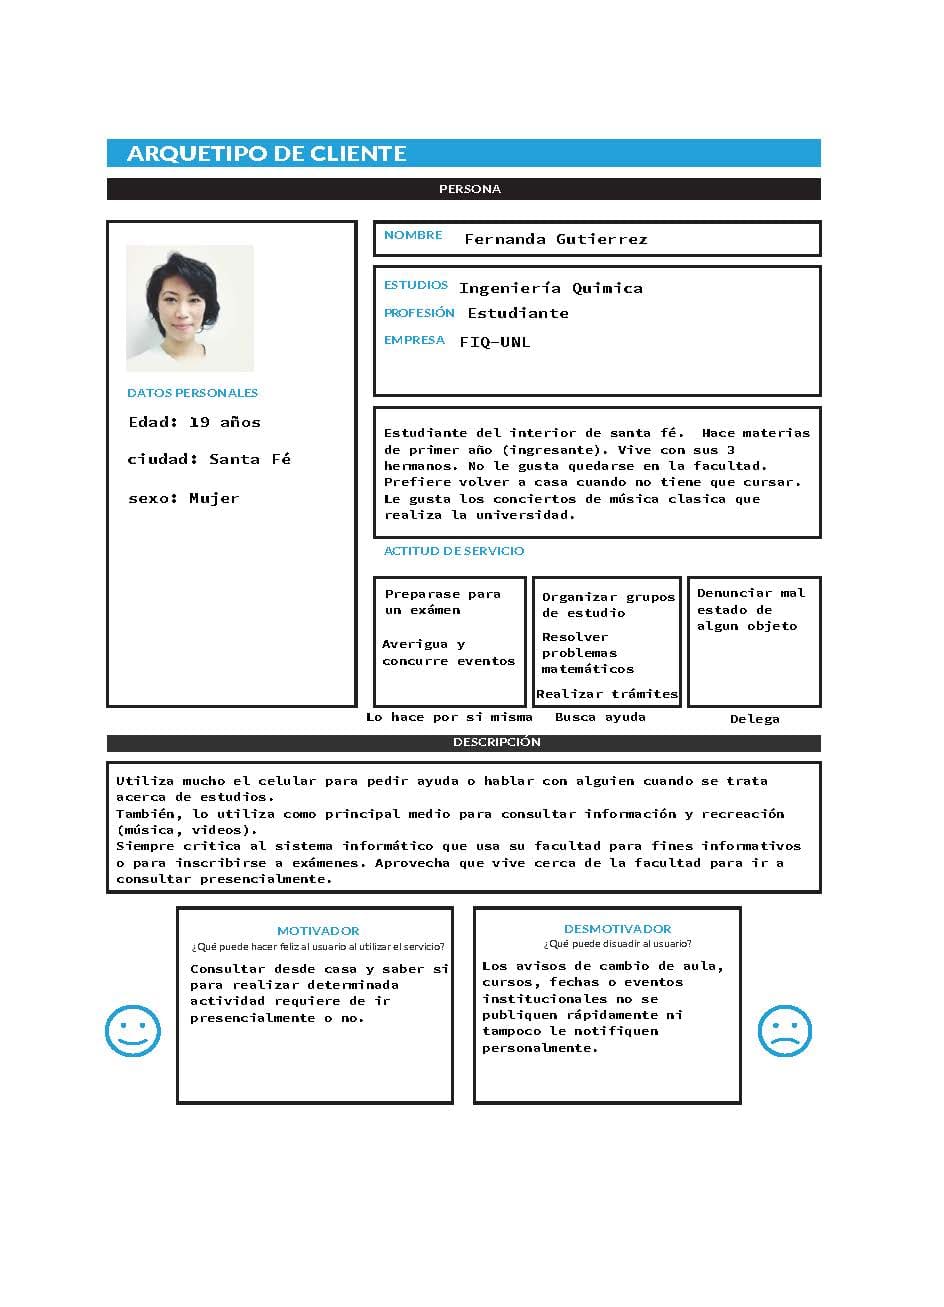 ARQUETIPO DE CLIENTE
PERSONA
DATOS PERSONALES
Edad: 19 años
ciudad: Santa Fé
sexo: Mujer
NOMBRE Fernanda Gutierrez
ESTUDIOS Ingeniería Quimica
PROFESIÓN Estudiante
EMPRESA FIQ-UNL
Estudiante del interior de santa fé. Hace materias
de primer año (ingresante). Vive con sus 3
hermanos. No le gusta quedarse en la facultad.
Prefiere volver a casa cuando no tiene que cursar.
Le gusta los conciertos de música clasica que
realiza la universidad.
ACTITUD DE SERVICIO
Preparase para
un exámen
Averigua y
concurre eventos
Lo hace por si misma
Organizar grupos
de estudio
Resolver
problemas
matemáticos
Realizar trámites
Busca ayuda
Denunciar mal
estado de
algun objeto
Delega
DESCRIPCIÓN
Utiliza mucho el celular para pedir ayuda o hablar con alguien cuando se trata
acerca de estudios.
También, lo utiliza como principal medio para consultar información y recreación
(música, videos).
Siempre critica al sistema informático que usa su facultad para fines informativos
o para inscribirse a exámenes. Aprovecha que vive cerca de la facultad para ir a
consultar presencialmente.
MOTIVADOR
¿Qué puede hacer feliz al usuario al utilizar el servicio?
Consultar desde casa y saber si
para realizar determinada
actividad requiere de ir
presencialmente o no.
DESMOTIVADOR
¿Qué puede disuadir al usuario?
Los avisos de cambio de aula,
cursos, fechas o eventos
institucionales no se
publiquen rápidamente ni
tampoco le notifiquen
personalmente.